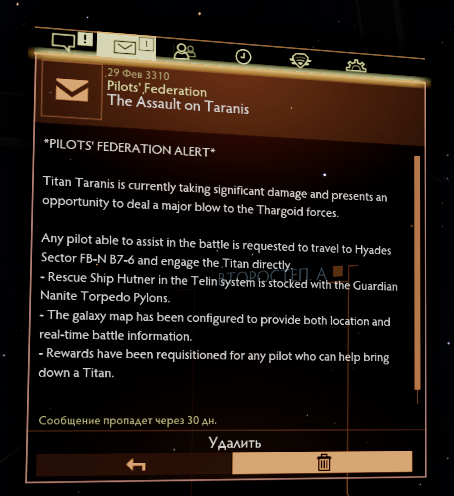 !
1
29 Фев 3310
Pilots' Federation
The Assault on Taranis
*PILOTS' FEDERATION ALERT*
Titan Taranis is currently taking significant damage and presents an
opportunity to deal a major blow to the Thargoid forces.
Any pilot able to assist in the battle is requested to travel to Hyades
Sector FB-N B7-6 and engage the Titan directly.
- Rescue Ship Hutner in the Telin system is stocked with the Guardian
Nanite Torpedo Pylons.
ВТОРОСТЕП. А
- The galaxy map has been configured to provide both location and
real-time battle information.
- Rewards have been requisitioned for any pilot who can help bring
down a Titan.
Сообщение пропадет через 30 дн.
Удалить